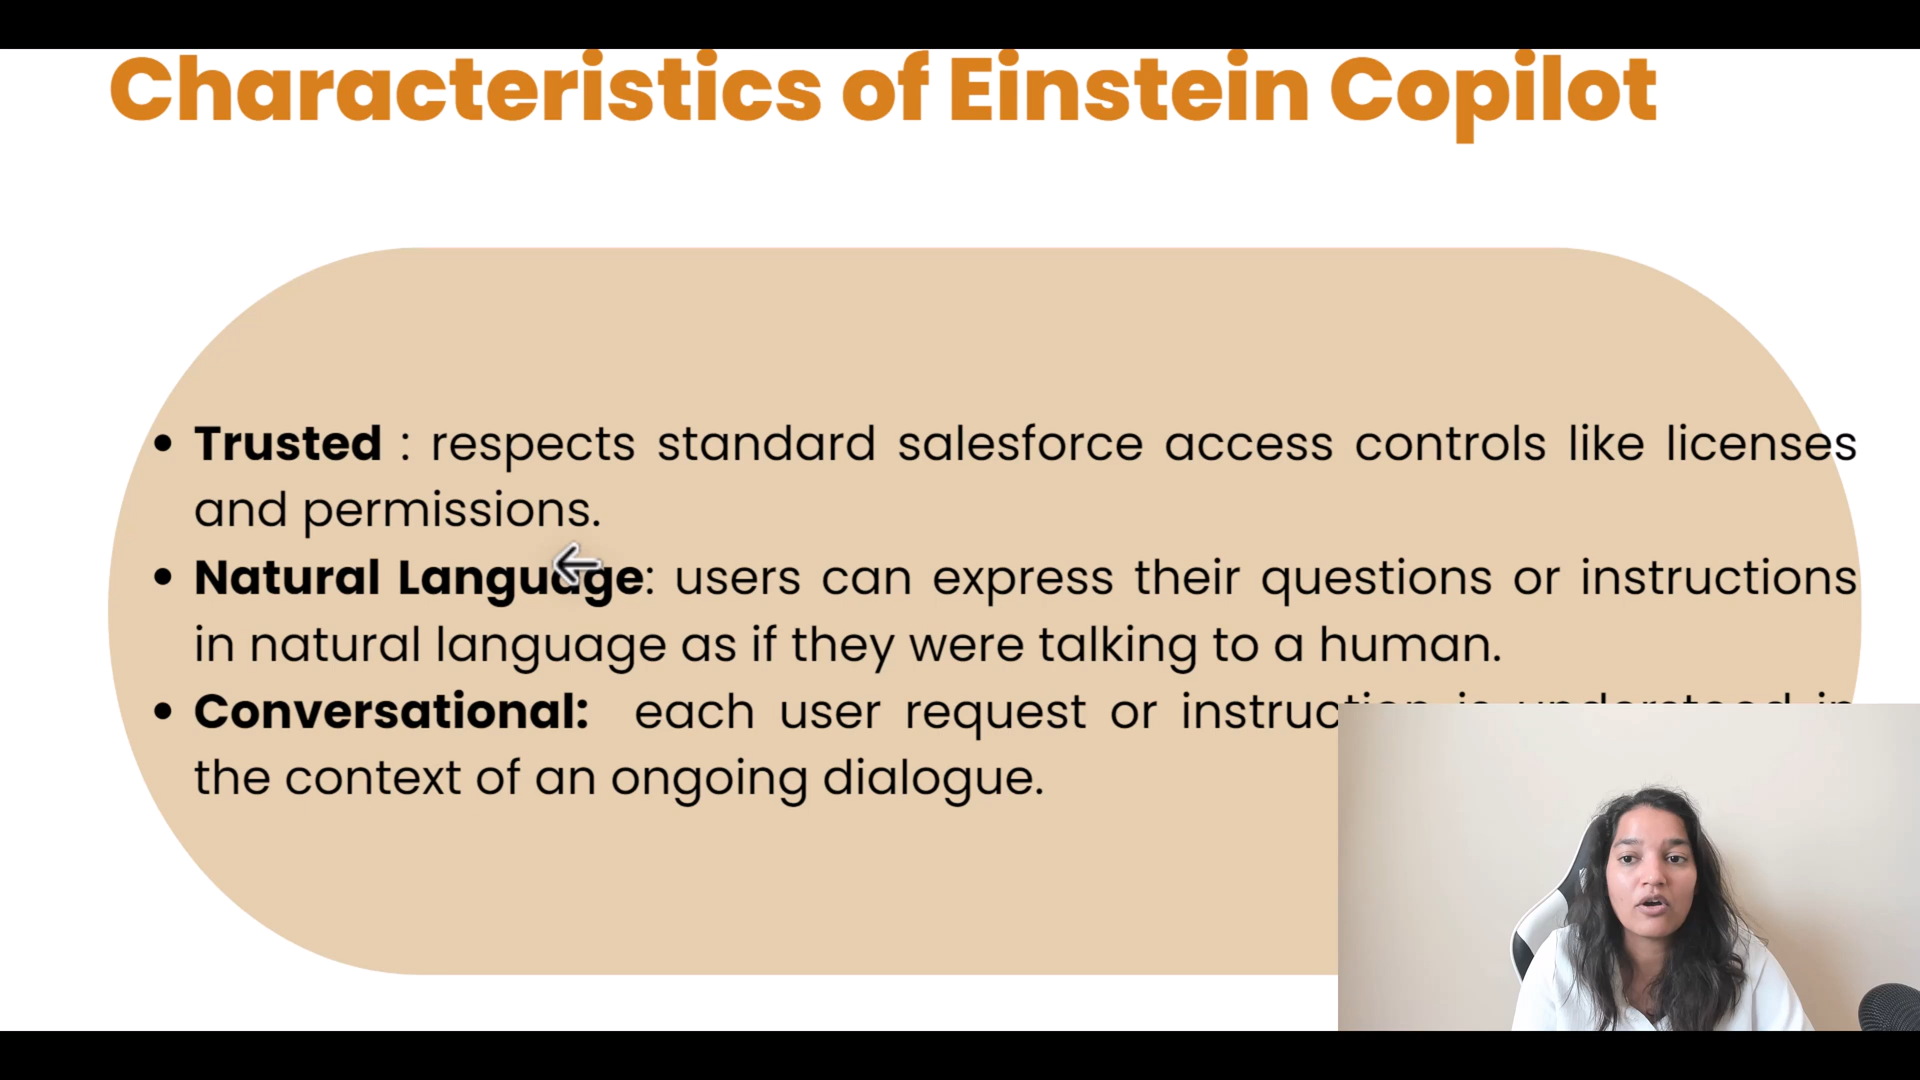 Characteristics of Einstein Copilot
• Trusted : respects standard salesforce access controls like licenses
and permissions.
• Natural Language: users can express their questions or instructions
in natural language as if they were talking to a human.
• Conversational: each user request or instruction is understood in
the context of an ongoing dialogue.